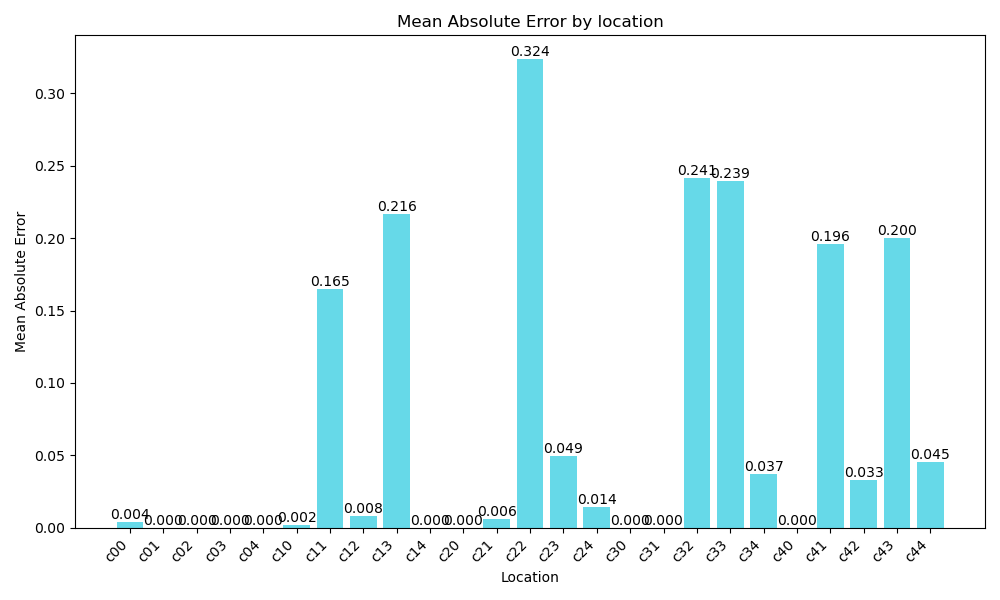 Mean Absolute Error by location
Mean Absolute Error
0.30
0.25
0.20
0.15
0.10
0.05
0.00
0.004
0.000
0.000
0.000
0.000
0.002
0.165
0.008
0.216
0.000
0.000
0.006
0.324
0.049
0.014
0.000
0.000
0.241
0.239
0.037
0.000
0.196
0.033
0.200
0.045
c00
c01
c02
c03
c04
c10
c11
c12
c13
c14
c20
c21
c22
c23
c24
c30
c31
c32
c33
c34
c40
c41
c42
c43
c44
Location